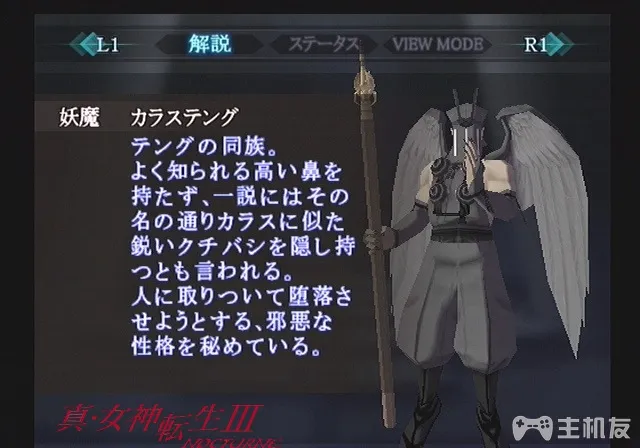 L1 解説 ステータス VIEW MODE R1
妖魔 カラステング
テングの同族。
よく知られる高い鼻を
持たず、一説にはその
名の通りカラスに似た
鋭いクチバシを隠し持
つとも言われる。
人に取りついて堕落さ
せようとする、邪悪な
性格を秘めている。
真・女神転生III
NOCTURNE
主机友